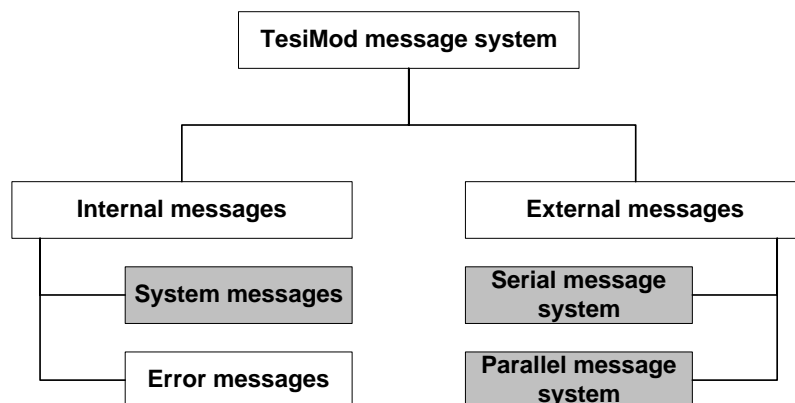 TesiMod message system
Internal messages
External messages
System messages
Serial message
system
Error messages
Parallel message
system